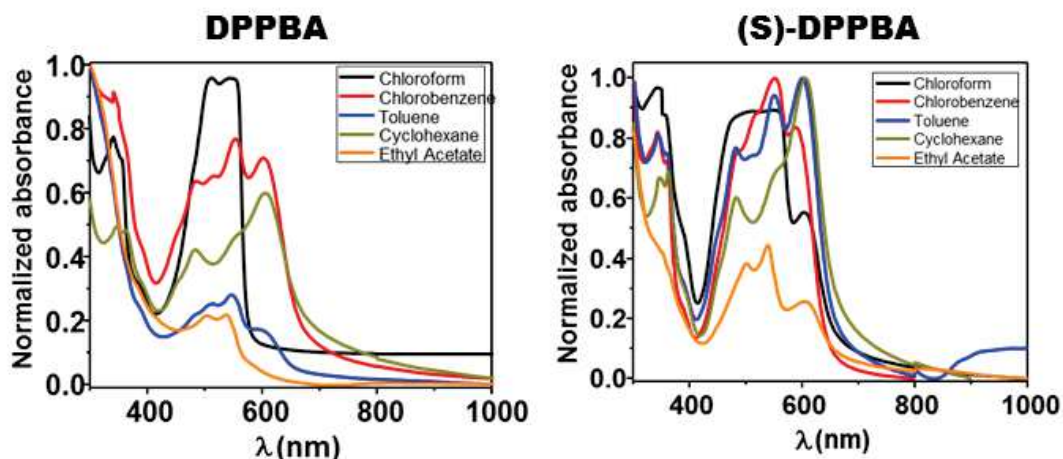 DPPBA
Normalized absorbance
1.0
0.8
0.6
0.4
0.2
0.0
400
600
800
1000
λ(nm)
Chloroform
Chlorobenzene
Toluene
Cyclohexane
Ethyl Acetate
(S)-DPPBA
Normalized absorbance
1.0
0.8
0.6
0.4
0.2
0.0
400
600
800
1000
λ(nm)
Chloroform
Chlorobenzene
Toluene
Cyclohexane
Ethyl Acetate